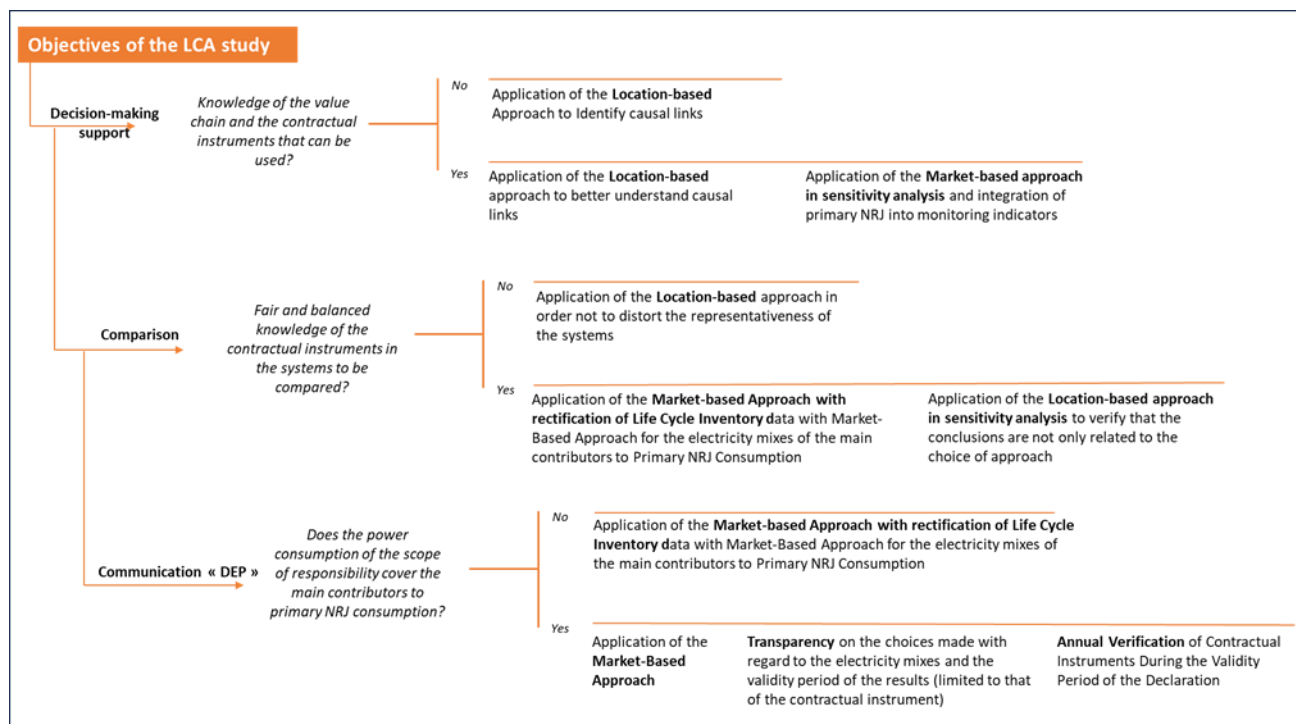 Objectives of the LCA study
Decision-making
support
Knowledge of the value
chain and the contractual
instruments that can be
used?
No
Application of the Location-based
Approach to Identify causal links
Yes
Application of the Location-based
approach to better understand causal
links
Application of the Market-based approach
in sensitivity analysis and integration of
primary NRJ into monitoring indicators
Comparison
Fair and balanced
knowledge of the
contractual instruments in
the systems to be
compared?
No
Application of the Location-based approach in
order not to distort the representativeness of
the systems
Yes
Application of the Market-based Approach with
rectification of Life Cycle Inventory data with Market-
Based Approach for the electricity mixes of the main
contributors to Primary NRJ Consumption
Application of the Location-based approach
in sensitivity analysis to verify that the
conclusions are not only related to the
choice of approach
Communication « DEP »
Does the power
consumption of the scope
of responsibility cover the
main contributors to
primary NRJ consumption?
No
Application of the Market-based Approach with rectification of Life Cycle
Inventory data with Market-Based Approach for the electricity mixes of
the main contributors to Primary NRJ Consumption
Yes
Application of the
Market-Based
Approach
Transparency on the choices made with
regard to the electricity mixes and the
validity period of the results (limited to that
of the contractual instrument)
Annual Verification of Contractual
Instruments During the Validity
Period of the Declaration